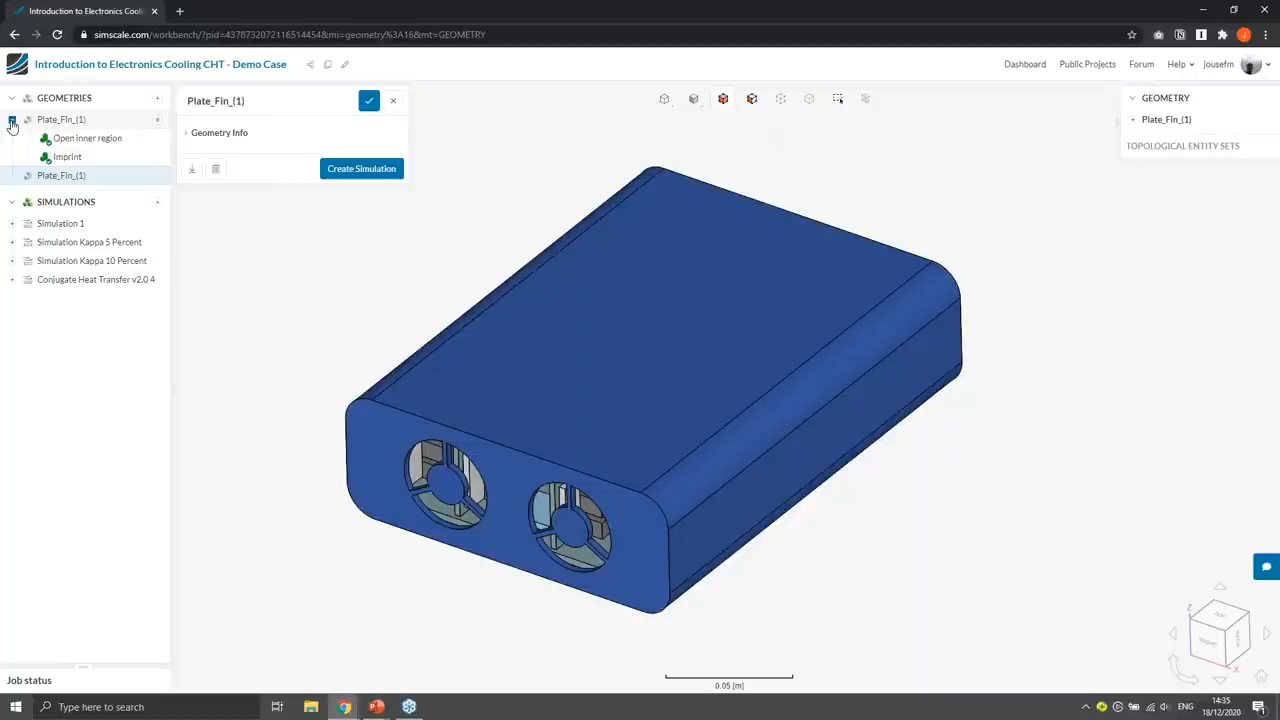 Introduction to Electronics Coolin
simscale.com/workbench/?pid=4378732072116514454&mi=geometry%3A16&mt=GEOMETRY
Introduction to Electronics Cooling CHT - Demo Case
Dashboard
Public Projects
Forum
Help
jousefm
GEOMETRIES
Plate_Fin_(1)
Open inner region
Imprint
Plate_Fin_(1)
SIMULATIONS
Simulation 1
Simulation Kappa 5 Percent
Simulation Kappa 10 Percent
Conjugate Heat Transfer v2.0 4
Plate_Fin_(1)
Geometry Info
Create Simulation
GEOMETRY
Plate_Fin_(1)
TOPOLOGICAL ENTITY SETS
0.05 [m]
Z
TOP
RIGHT
X
Job status
Type here to search
ENG
14:35
18/12/2020